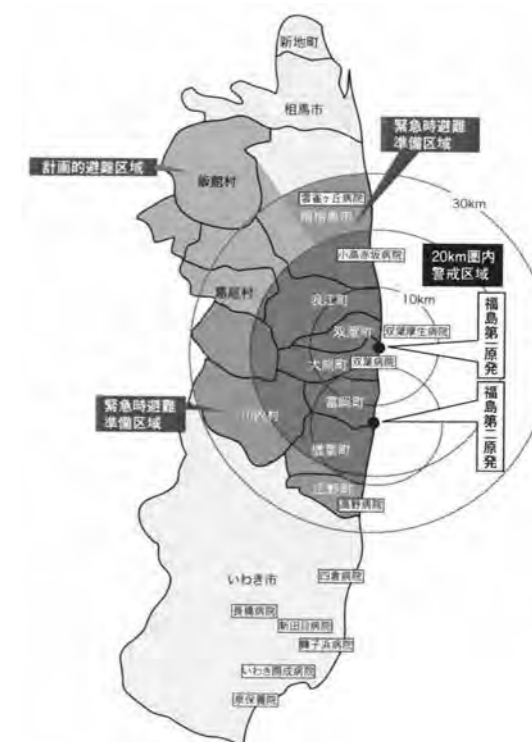 新地町
相馬市
緊急時避難
準備区域
計画的避難区域
飯舘村
雲雀ヶ丘病院
南相馬市
30km
小高赤坂病院
20km圏内
警戒区域
葛尾村
浪江町
10km
双葉町
双葉厚生病院
福島第一原発
大熊町
双葉病院
富岡町
福島第二原発
緊急時避難
準備区域
川内村
楢葉町
広野町
高野病院
いわき市
四倉病院
長橋病院
新田目病院
舞子浜病院
いわき開成病院
原保養院